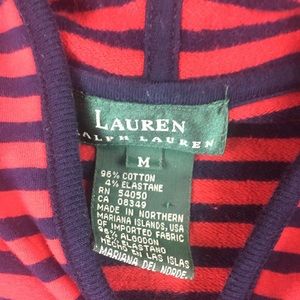 LAUREN
RALPH LAUREN
M
96% COTTON
4% ELASTANE
RN 54050
CA 08349
MADE IN NORTHERN
MARIANA ISLANDS, USA
OF IMPORTED FABRIC
96% ALGODON
4% ELASTANO
HECHO EN LAS ISLAS
MARIANA DEL NORDE,